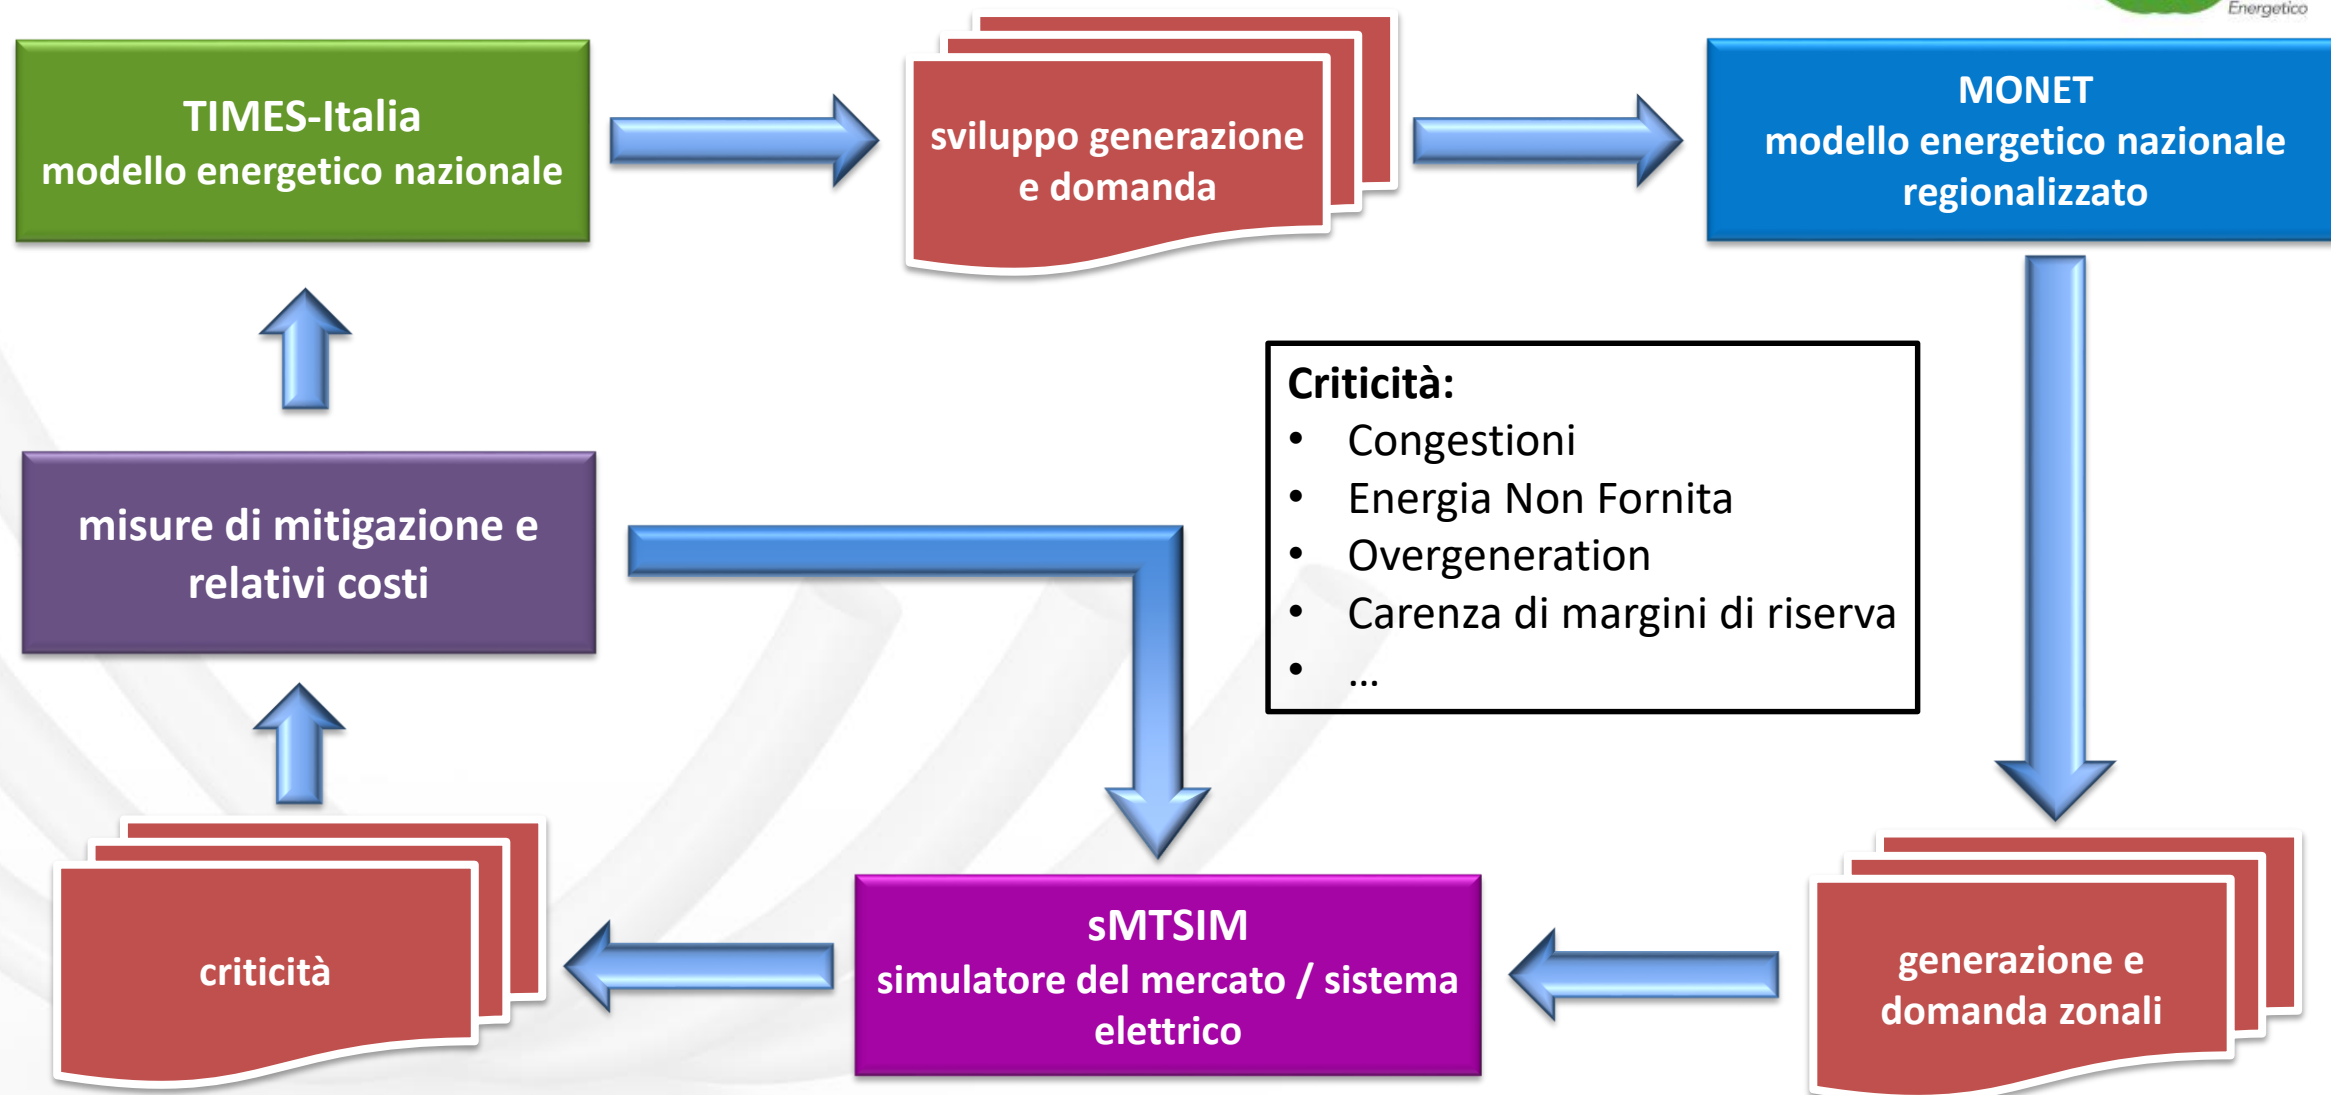 Energetico
TIMES-Italia
modello energetico nazionale
sviluppo generazione
e domanda
MONET
modello energetico nazionale
regionalizzato
misure di mitigazione e
relativi costi
Criticità:
• Congestioni
• Energia Non Fornita
• Overgeneration
• Carenza di margini di riserva
• ...
criticità
sMTSIM
simulatore del mercato / sistema
elettrico
generazione e
domanda zonali